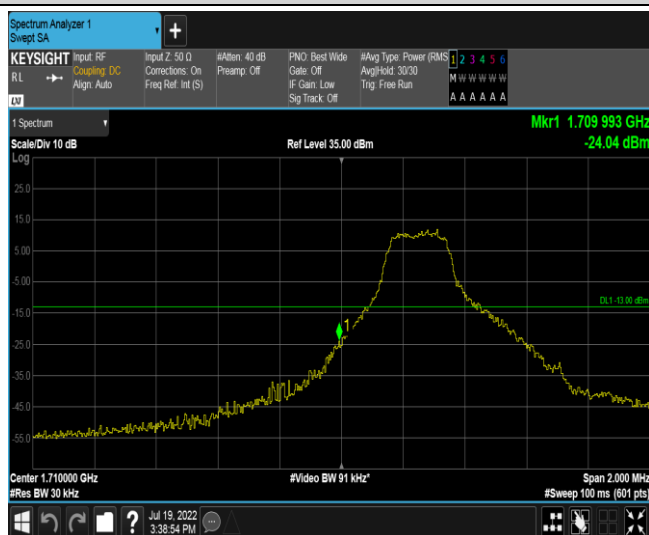 Spectrum Analyzer 1
Swept SA
+
KEYSIGHT
RL
Input: RF
Coupling: DC
Align: Auto
Input Z: 50 Ω
Corrections: On
Freq Ref: Int (S)
#Atten: 40 dB
Preamp: Off
PNO: Best Wide
Gate: Off
IF Gain: Low
Sig Track: Off
#Avg Type: Power (RMS
Avg|Hold: 30/30
Trig: Free Run
1 2 3 4 5 6
M W W W W W
A A A A A A
1 Spectrum
Scale/Div 10 dB
Ref Level 35.00 dBm
Mkr1 1.709 993 GHz
-24.04 dBm
Log
25.0
15.0
5.00
-5.00
-15.0
-25.0
-35.0
-45.0
-55.0
DL1 -13.00 dBm
1
Center 1.710000 GHz
#Res BW 30 kHz
#Video BW 91 kHz*
Span 2.000 MHz
#Sweep 100 ms (601 pts)
?
Jul 19, 2022
3:38:54 PM